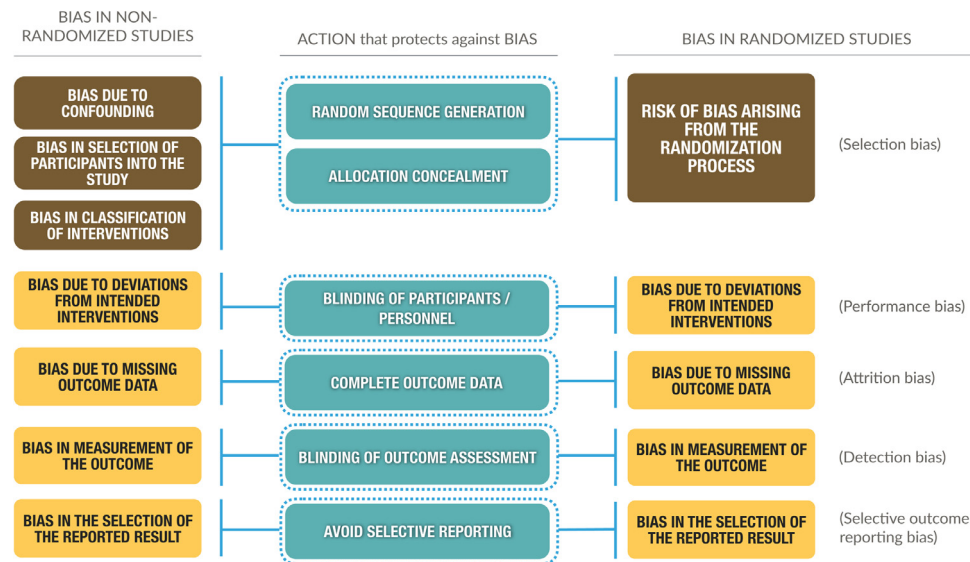 BIAS IN NON-
RANDOMIZED STUDIES
ACTION that protects against BIAS
BIAS IN RANDOMIZED STUDIES
BIAS DUE TO
CONFOUNDING
BIAS IN SELECTION OF
PARTICIPANTS INTO THE
STUDY
BIAS IN CLASSIFICATION
OF INTERVENTIONS
RANDOM SEQUENCE GENERATION
ALLOCATION CONCEALMENT
RISK OF BIAS ARISING
FROM THE
RANDOMIZATION
PROCESS
(Selection bias)
BIAS DUE TO DEVIATIONS
FROM INTENDED
INTERVENTIONS
BLINDING OF PARTICIPANTS /
PERSONNEL
BIAS DUE TO DEVIATIONS
FROM INTENDED
INTERVENTIONS
(Performance bias)
BIAS DUE TO MISSING
OUTCOME DATA
COMPLETE OUTCOME DATA
BIAS DUE TO MISSING
OUTCOME DATA
(Attrition bias)
BIAS IN MEASUREMENT OF
THE OUTCOME
BLINDING OF OUTCOME ASSESSMENT
BIAS IN MEASUREMENT OF
THE OUTCOME
(Detection bias)
BIAS IN THE SELECTION OF
THE REPORTED RESULT
AVOID SELECTIVE REPORTING
BIAS IN THE SELECTION OF
THE REPORTED RESULT
(Selective outcome
reporting bias)